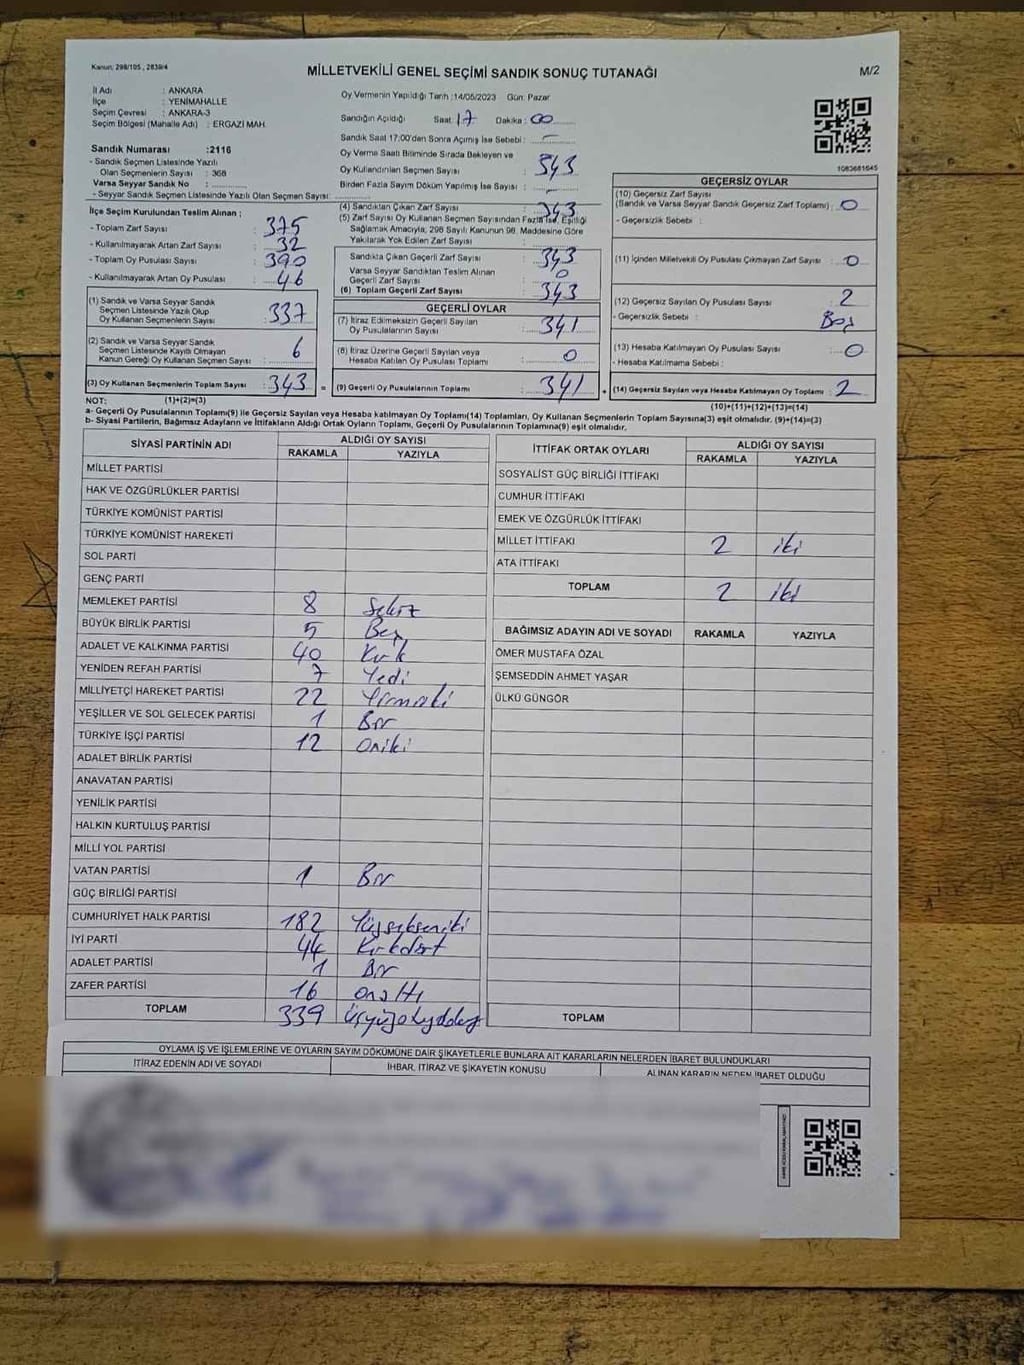 Kanun: 298/105, 2839/4
MİLLETVEKİLİ GENEL SEÇİMİ SANDIK SONUÇ TUTANAĞI
M/2
İl Adı : ANKARA
İlçe : YENİMAHALLE
Seçim Çevresi : ANKARA-3
Seçim Bölgesi (Mahalle Adı) : ERGAZİ MAH.
Sandık Numarası :2116
- Sandık Seçmen Listesinde Yazılı
Olan Seçmenlerin Sayısı : 368
Varsa Seyyar Sandık No :
- Seyyar Sandık Seçmen Listesinde Yazılı Olan Seçmen Sayısı:
İlçe Seçim Kurulundan Teslim Alınan ;
- Toplam Zarf Sayısı : 375
- Kullanılmayarak Artan Zarf Sayısı : 32
- Toplam Oy Pusulası Sayısı : 390
- Kullanılmayarak Artan Oy Pusulası : 46
(1) Sandık ve Varsa Seyyar Sandık
Seçmen Listesinde Yazılı Olup
Oy Kullanan Seçmenlerin Sayısı : 337
(2) Sandık ve Varsa Seyyar Sandık
Seçmen Listesinde Kayıtlı Olmayan
Kanun Gereği Oy Kullanan Seçmen Sayısı : 6
(3) Oy Kullanan Seçmenlerin Toplam Sayısı : 343 =
Oy Vermenin Yapıldığı Tarih :14/05/2023 Gün: Pazar
Sandığın Açıldığı Saat : 17 Dakika : 00
Sandık Saat 17:00'den Sonra Açımış İse Sebebi : -
Oy Verme Saati Bitiminde Sırada Bekleyen ve
Oy Kullandırılan Seçmen Sayısı : 343
Birden Fazla Sayım Döküm Yapılmış İse Sayısı : -
(4) Sandıktan Çıkan Zarf Sayısı : 343
(5) Zarf Sayısı Oy Kullanan Seçmen Sayısından Fazla İse, Eşitliği
Sağlamak Amacıyla, 298 Sayılı Kanunun 98. Maddesine Göre
Yakılarak Yok Edilen Zarf Sayısı :
Sandıkta Çıkan Geçerli Zarf Sayısı : 343
Varsa Seyyar Sandıktan Teslim Alınan
Geçerli Zarf Sayısı : 0
(6) Toplam Geçerli Zarf Sayısı : 343
GEÇERLİ OYLAR
(7) İtiraz Edilmeksizin Geçerli Sayılan
Oy Pusulalarının Sayısı : 341
(8) İtiraz Üzerine Geçerli Sayılan veya
Hesaba Katılan Oy Pusulası Toplamı : 0
(9) Geçerli Oy Pusulalarının Toplamı : 341 +
1083681645
GEÇERSİZ OYLAR
(10) Geçersiz Zarf Sayısı
(Sandık ve Varsa Seyyar Sandık Geçersiz Zarf Toplamı) : 0
- Geçersizlik Sebebi :
(11) İçinden Milletvekili Oy Pusulası Çıkmayan Zarf Sayısı : 0
(12) Geçersiz Sayılan Oy Pusulası Sayısı : 2
- Geçersizlik Sebebi : Boş
(13) Hesaba Katılmayan Oy Pusulası Sayısı : 0
- Hesaba Katılmama Sebebi :
(14) Geçersiz Sayılan veya Hesaba Katılmayan Oy Toplamı : 2
NOT: (1)+(2)=(3) (10)+(11)+(12)+(13)=(14)
a- Geçerli Oy Pusulalarının Toplamı(9) ile Geçersiz Sayılan veya Hesaba katılmayan Oy Toplamı(14) Toplamları, Oy Kullanan Seçmenlerin Toplam Sayısına(3) eşit olmalıdır. (9)+(14)=(3)
b- Siyasi Partilerin, Bağımsız Adayların ve İttifakların Aldığı Ortak Oyların Toplamı, Geçerli Oy Pusulalarının Toplamına(9) eşit olmalıdır.
SİYASİ PARTİNİN ADI ALDIĞI OY SAYISI
RAKAMLA YAZIYLA
MİLLET PARTİSİ
HAK VE ÖZGÜRLÜKLER PARTİSİ
TÜRKİYE KOMÜNİST PARTİSİ
TÜRKİYE KOMÜNİST HAREKETİ
SOL PARTİ
GENÇ PARTİ
MEMLEKET PARTİSİ 8 Sekiz
BÜYÜK BİRLİK PARTİSİ 5 Beş
ADALET VE KALKINMA PARTİSİ 40 Kırk
YENİDEN REFAH PARTİSİ 7 Yedi
MİLLİYETÇİ HAREKET PARTİSİ 22 Yirmiiki
YEŞİLLER VE SOL GELECEK PARTİSİ 1 Bir
TÜRKİYE İŞÇİ PARTİSİ 12 Oniki
ADALET BİRLİK PARTİSİ
ANAVATAN PARTİSİ
YENİLİK PARTİSİ
HALKIN KURTULUŞ PARTİSİ
MİLLİ YOL PARTİSİ
VATAN PARTİSİ 1 Bir
GÜÇ BİRLİĞİ PARTİSİ
CUMHURİYET HALK PARTİSİ 182 Yüzsekseniki
İYİ PARTİ 44 Kırkdört
ADALET PARTİSİ 1 Bir
ZAFER PARTİSİ 16 Onaltı
TOPLAM 339 Üçyüzotuzdokuz
İTTİFAK ORTAK OYLARI ALDIĞI OY SAYISI
RAKAMLA YAZIYLA
SOSYALİST GÜÇ BİRLİĞİ İTTİFAKI
CUMHUR İTTİFAKI
EMEK VE ÖZGÜRLÜK İTTİFAKI
MİLLET İTTİFAKI 2 iki
ATA İTTİFAKI
TOPLAM 2 iki
BAĞIMSIZ ADAYIN ADI VE SOYADI RAKAMLA YAZIYLA
ÖMER MUSTAFA ÖZAL
ŞEMSEDDİN AHMET YAŞAR
ÜLKÜ GÜNGÖR
TOPLAM
OYLAMA İŞ VE İŞLEMLERİNE VE OYLARIN SAYIM DÖKÜMÜNE DAİR ŞİKAYETLERLE BUNLARA AİT KARARLARIN NELERDEN İBARET BULUNDUKLARI
İTİRAZ EDENİN ADI VE SOYADI İHBAR, İTİRAZ VE ŞİKAYETİN KONUSU ALINAN KARARIN NEDEN İBARET OLDUĞU